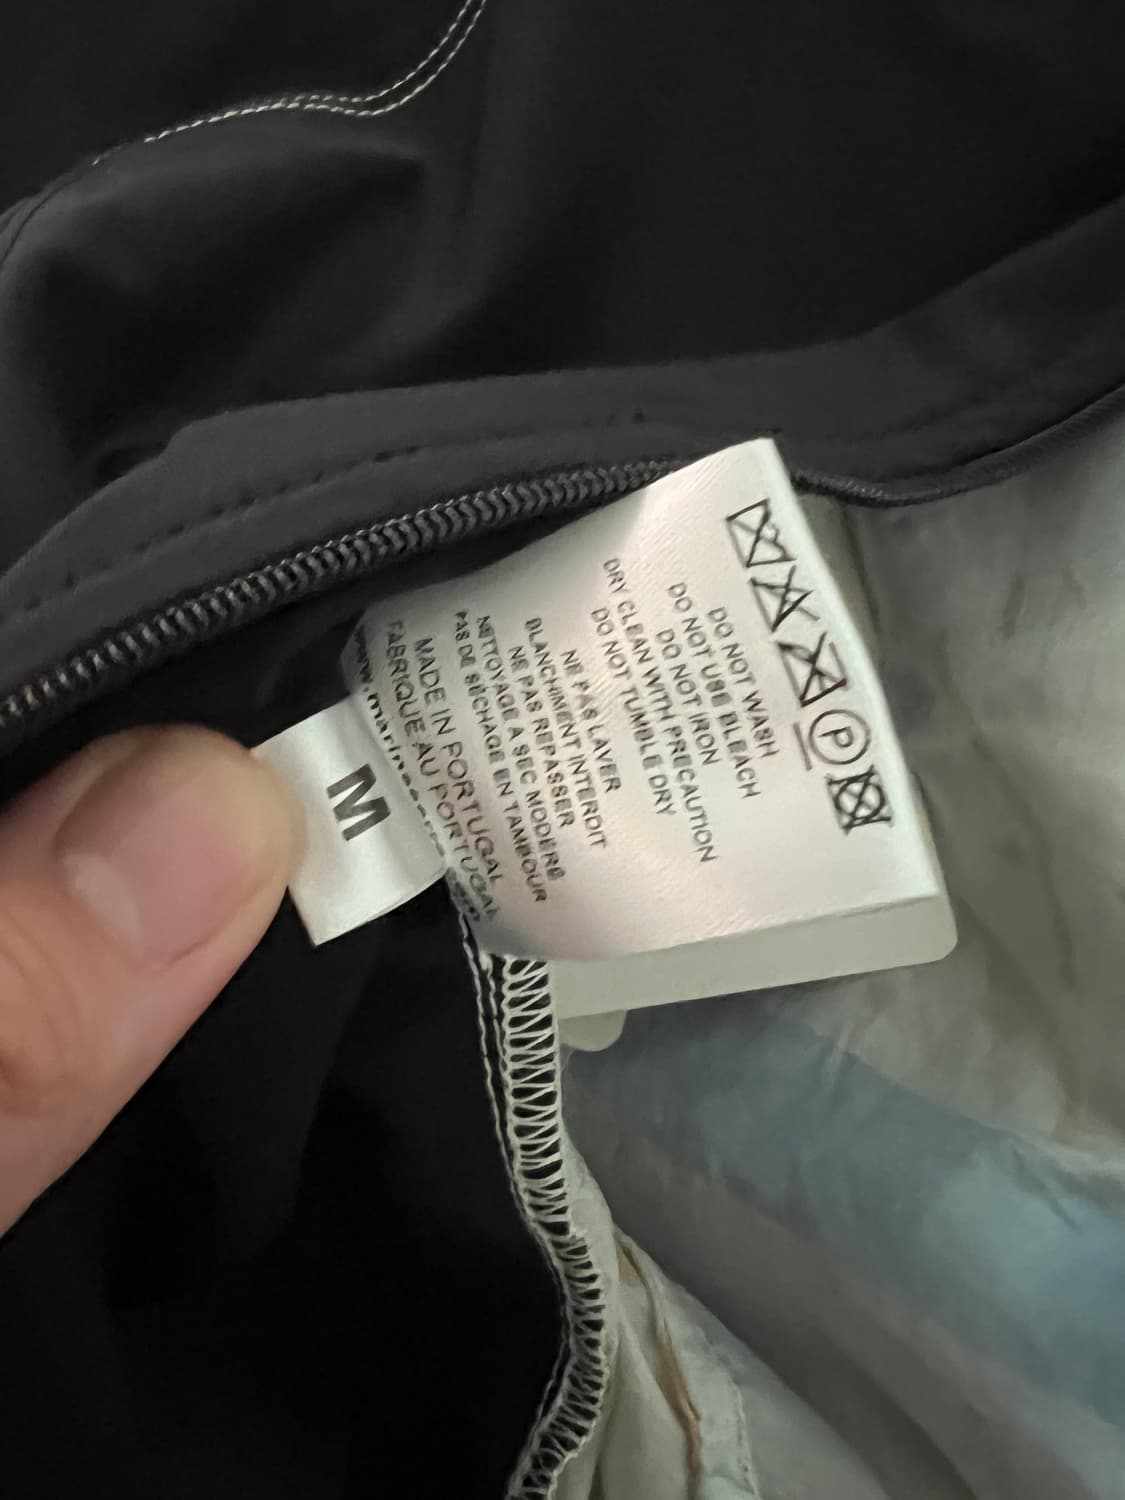 DO NOT WASH
DO NOT USE BLEACH
DO NOT IRON
DRY CLEAN WITH PRECAUTION
DO NOT TUMBLE DRY
NE PAS LAVER
BLANCHIMENT INTERDIT
NE PAS REPASSER
NETTOYAGE A SEC MODERE
PAS DE SÈCHAGE EN TAMBOUR
MADE IN PORTUGAL
FABRIQUE AU PORTUGAL
M
P